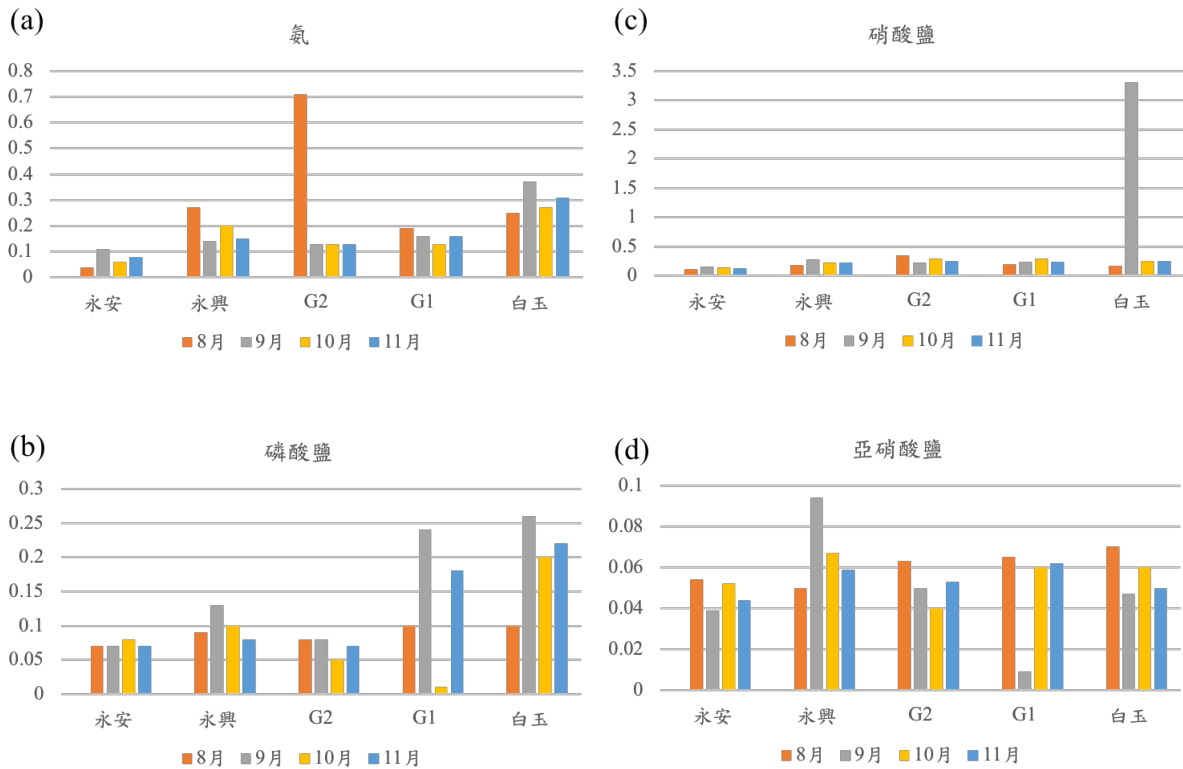 (a)
氨
0.8
0.7
0.6
0.5
0.4
0.3
0.2
0.1
0
永安 永興 G2 G1 白玉
8月 9月 10月 11月
(c)
硝酸鹽
3.5
3
2.5
2
1.5
1
0.5
0
永安 永興 G2 G1 白玉
8月 9月 10月 11月
(b)
磷酸鹽
0.3
0.25
0.2
0.15
0.1
0.05
0
永安 永興 G2 G1 白玉
8月 9月 10月 11月
(d)
亞硝酸鹽
0.1
0.08
0.06
0.04
0.02
0
永安 永興 G2 G1 白玉
8月 9月 10月 11月